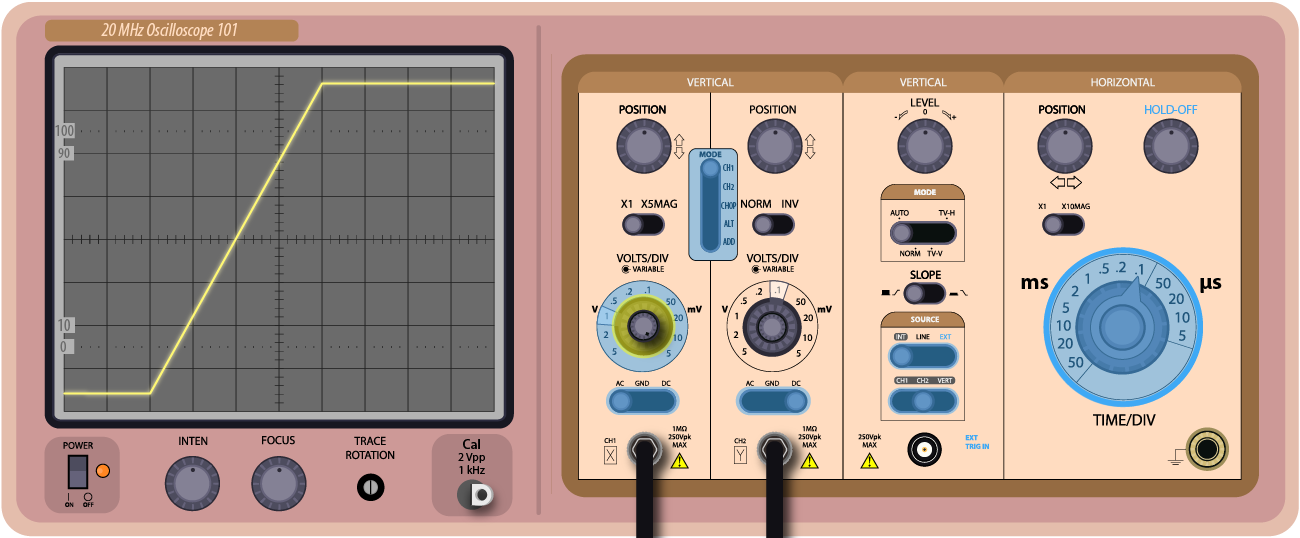 20 MHz Oscilloscope 101
100
90
10
0
POWER
ON OFF
INTEN
FOCUS
TRACE
ROTATION
Cal
2 Vpp
1 kHz
VERTICAL
VERTICAL
HORIZONTAL
POSITION
POSITION
LEVEL
- 0 +
POSITION
HOLD-OFF
MODE
CH1
CH2
CHOP
ALT
ADD
X1 X5MAG
NORM INV
MODE
AUTO TV-H
NORM TV-V
X1 X10MAG
VOLTS/DIV
VARIABLE
V mV
5 2 1 .5 .2 .1 50 20 10 5
VOLTS/DIV
VARIABLE
V mV
5 2 1 .5 .2 .1 50 20 10 5
SLOPE
SOURCE
INT LINE EXT
CH1 CH2 VERT
ms µs
50 20 10 5 2 1 .5 .2 .1 50 20 10 5
TIME/DIV
AC GND DC
AC GND DC
CH1
X
1MΩ
250Vpk
MAX
CH2
Y
1MΩ
250Vpk
MAX
250Vpk
MAX
EXT
TRIG IN